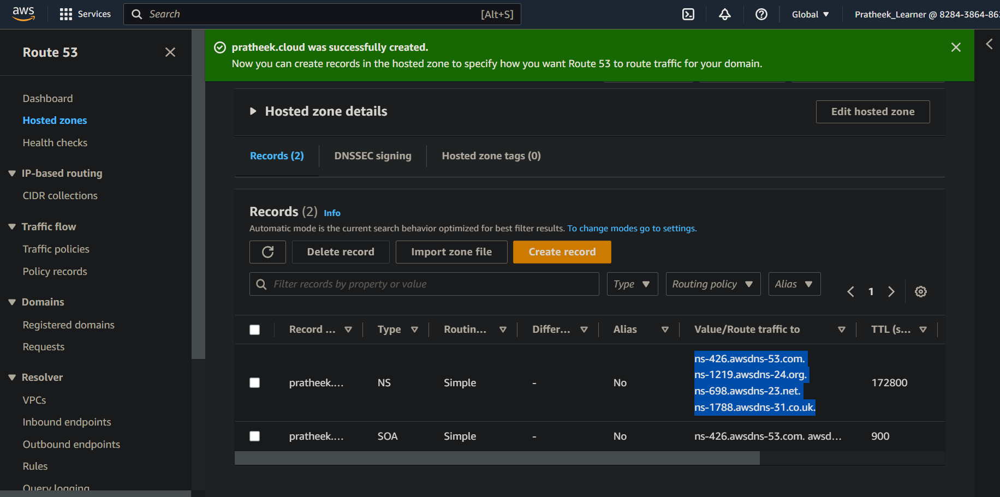 aws
Services
Search
[Alt+S]
Global
Pratheek_Learner @ 8284-3864-86
Route 53
Dashboard
Hosted zones
Health checks
IP-based routing
CIDR collections
Traffic flow
Traffic policies
Policy records
Domains
Registered domains
Requests
Resolver
VPCs
Inbound endpoints
Outbound endpoints
Rules
Query logging
pratheek.cloud was successfully created.
Now you can create records in the hosted zone to specify how you want Route 53 to route traffic for your domain.
Hosted zone details
Edit hosted zone
Records (2)
DNSSEC signing
Hosted zone tags (0)
Records (2) Info
Automatic mode is the current search behavior optimized for best filter results. To change modes go to settings.
Delete record
Import zone file
Create record
Filter records by property or value
Type
Routing policy
Alias
1
Record ...
Type
Routin...
Differ...
Alias
Value/Route traffic to
TTL (s...
pratheek....
NS
Simple
-
No
ns-426.awsdns-53.com.
ns-1219.awsdns-24.org.
ns-698.awsdns-23.net.
ns-1788.awsdns-31.co.uk.
172800
pratheek....
SOA
Simple
-
No
ns-426.awsdns-53.com. awsd...
900